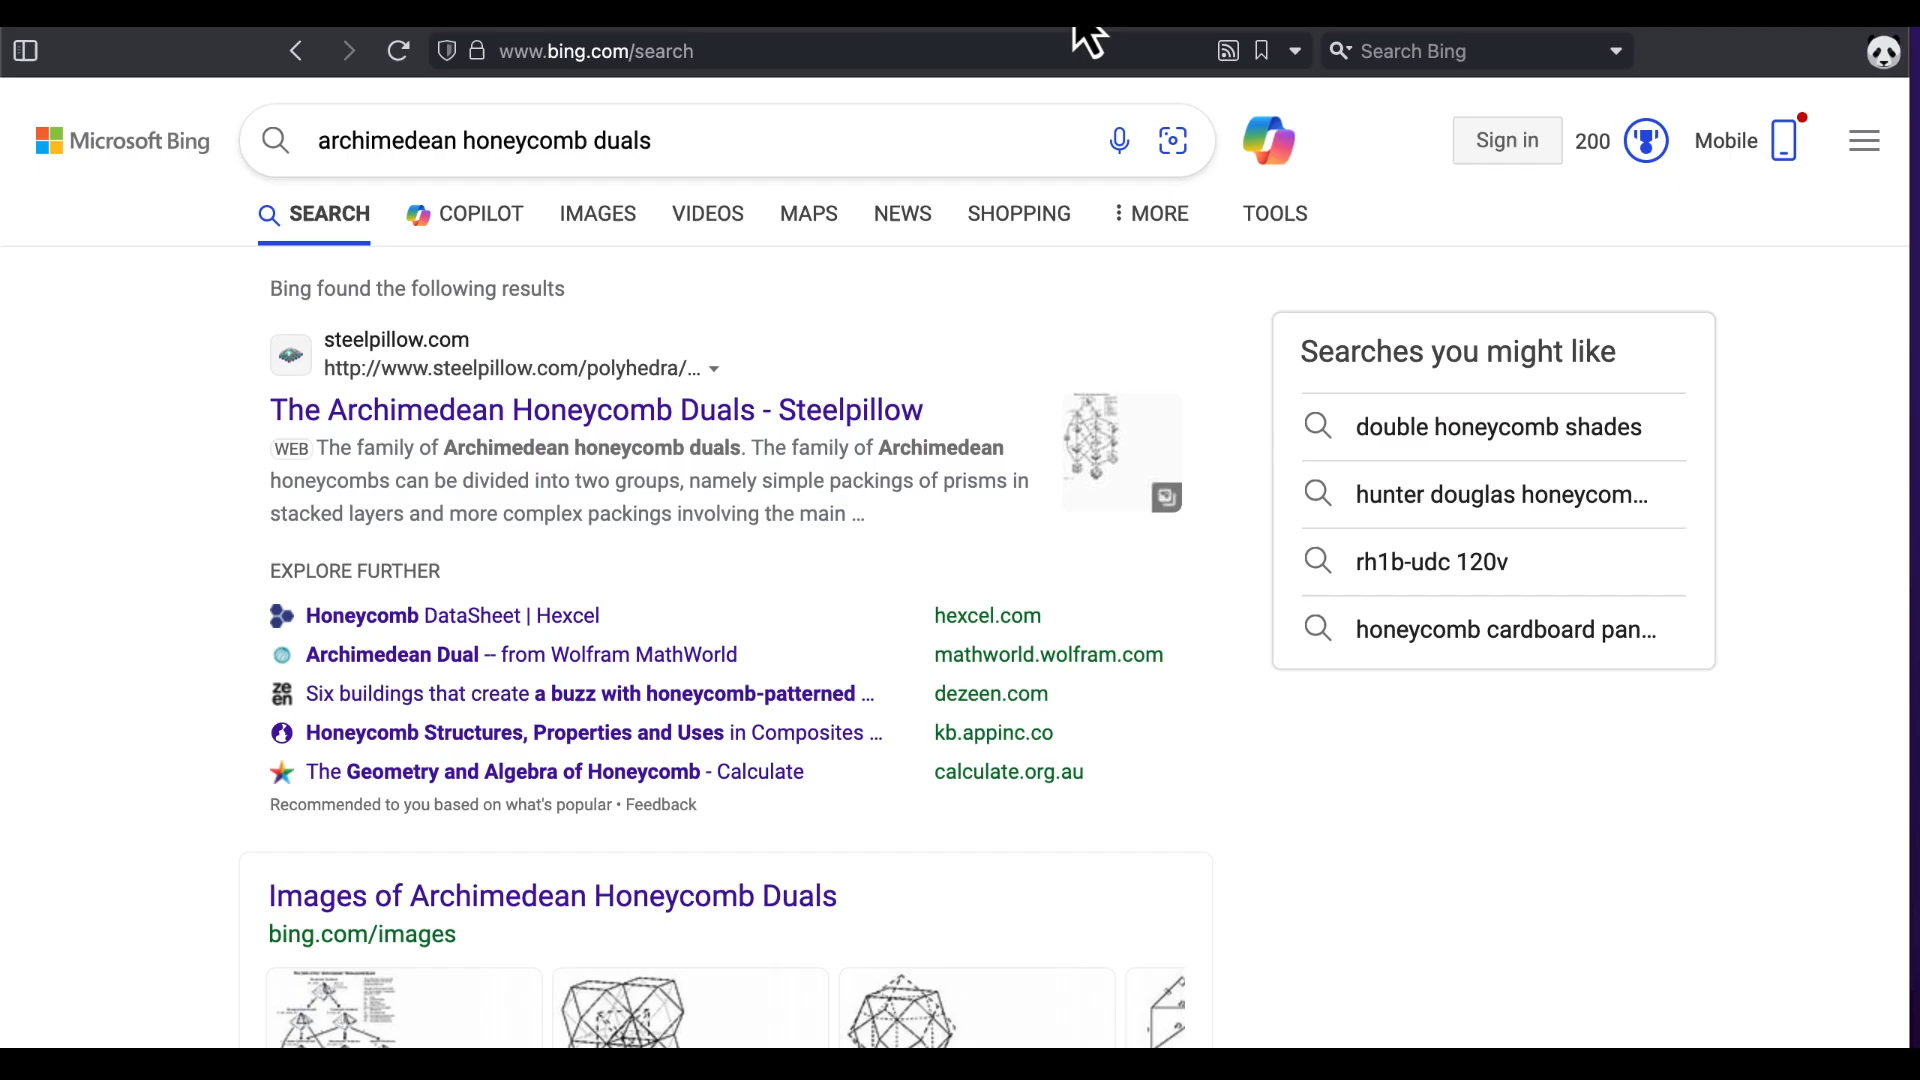 www.bing.com/search
Search Bing
Microsoft Bing
archimedean honeycomb duals
Sign in
200
Mobile
SEARCH
COPILOT
IMAGES
VIDEOS
MAPS
NEWS
SHOPPING
MORE
TOOLS
Bing found the following results
steelpillow.com
http://www.steelpillow.com/polyhedra/...
The Archimedean Honeycomb Duals - Steelpillow
WEB The family of Archimedean honeycomb duals. The family of Archimedean
honeycombs can be divided into two groups, namely simple packings of prisms in
stacked layers and more complex packings involving the main ...
EXPLORE FURTHER
Honeycomb DataSheet | Hexcel hexcel.com
Archimedean Dual -- from Wolfram MathWorld mathworld.wolfram.com
ze
en
Six buildings that create a buzz with honeycomb-patterned ... dezeen.com
Honeycomb Structures, Properties and Uses in Composites ... kb.appinc.co
The Geometry and Algebra of Honeycomb - Calculate calculate.org.au
Recommended to you based on what's popular • Feedback
Images of Archimedean Honeycomb Duals
bing.com/images
Searches you might like
double honeycomb shades
hunter douglas honeycom...
rh1b-udc 120v
honeycomb cardboard pan...